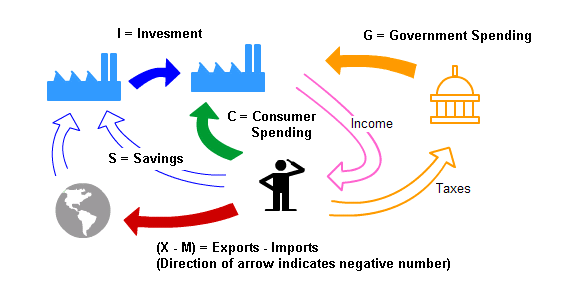 I = Invesment
G = Government Spending
C = Consumer
Spending
Income
S = Savings
Taxes
(X - M) = Exports - Imports
(Direction of arrow indicates negative number)